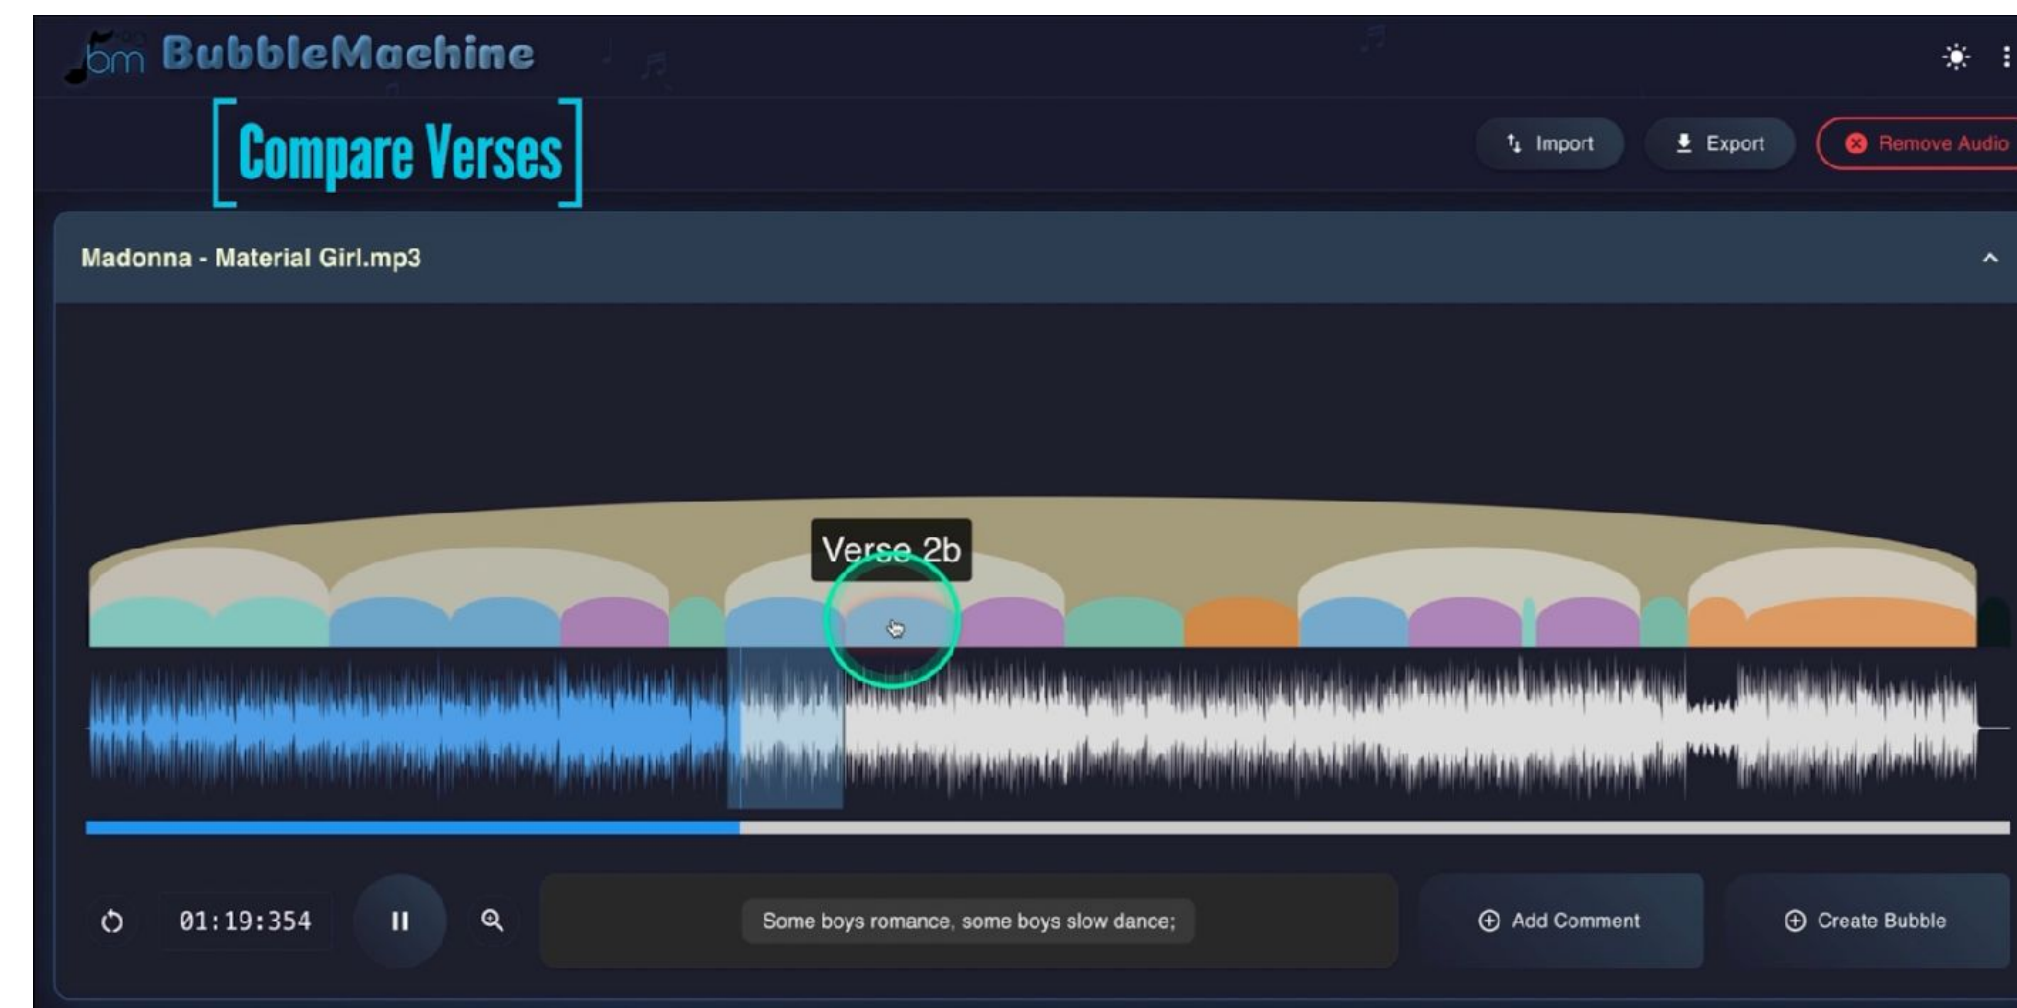 bm BubbleMachine
Compare Verses
Import
Export
Remove Audio
Madonna - Material Girl.mp3
Verse 2b
01:19:354
Some boys romance, some boys slow dance;
Add Comment
Create Bubble